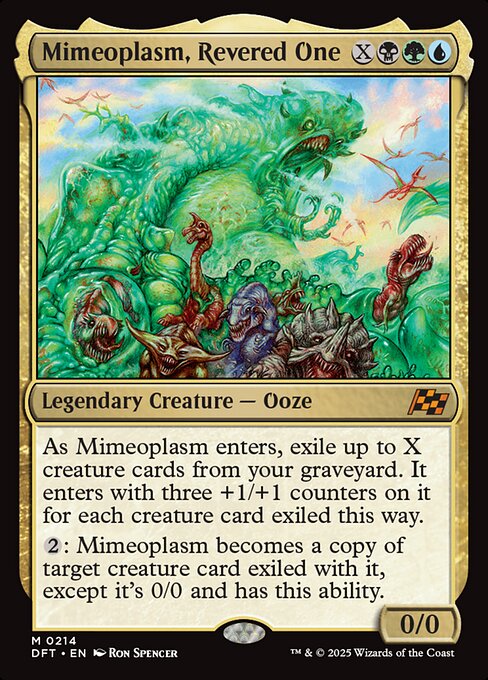 Mimeoplasm, Revered One X
Legendary Creature — Ooze
As Mimeoplasm enters, exile up to X
creature cards from your graveyard. It
enters with three +1/+1 counters on it
for each creature card exiled this way.
2: Mimeoplasm becomes a copy of
target creature card exiled with it,
except it's 0/0 and has this ability.
0/0
M 0214
DFT • EN Ron Spencer
™ & © 2025 Wizards of the Coast